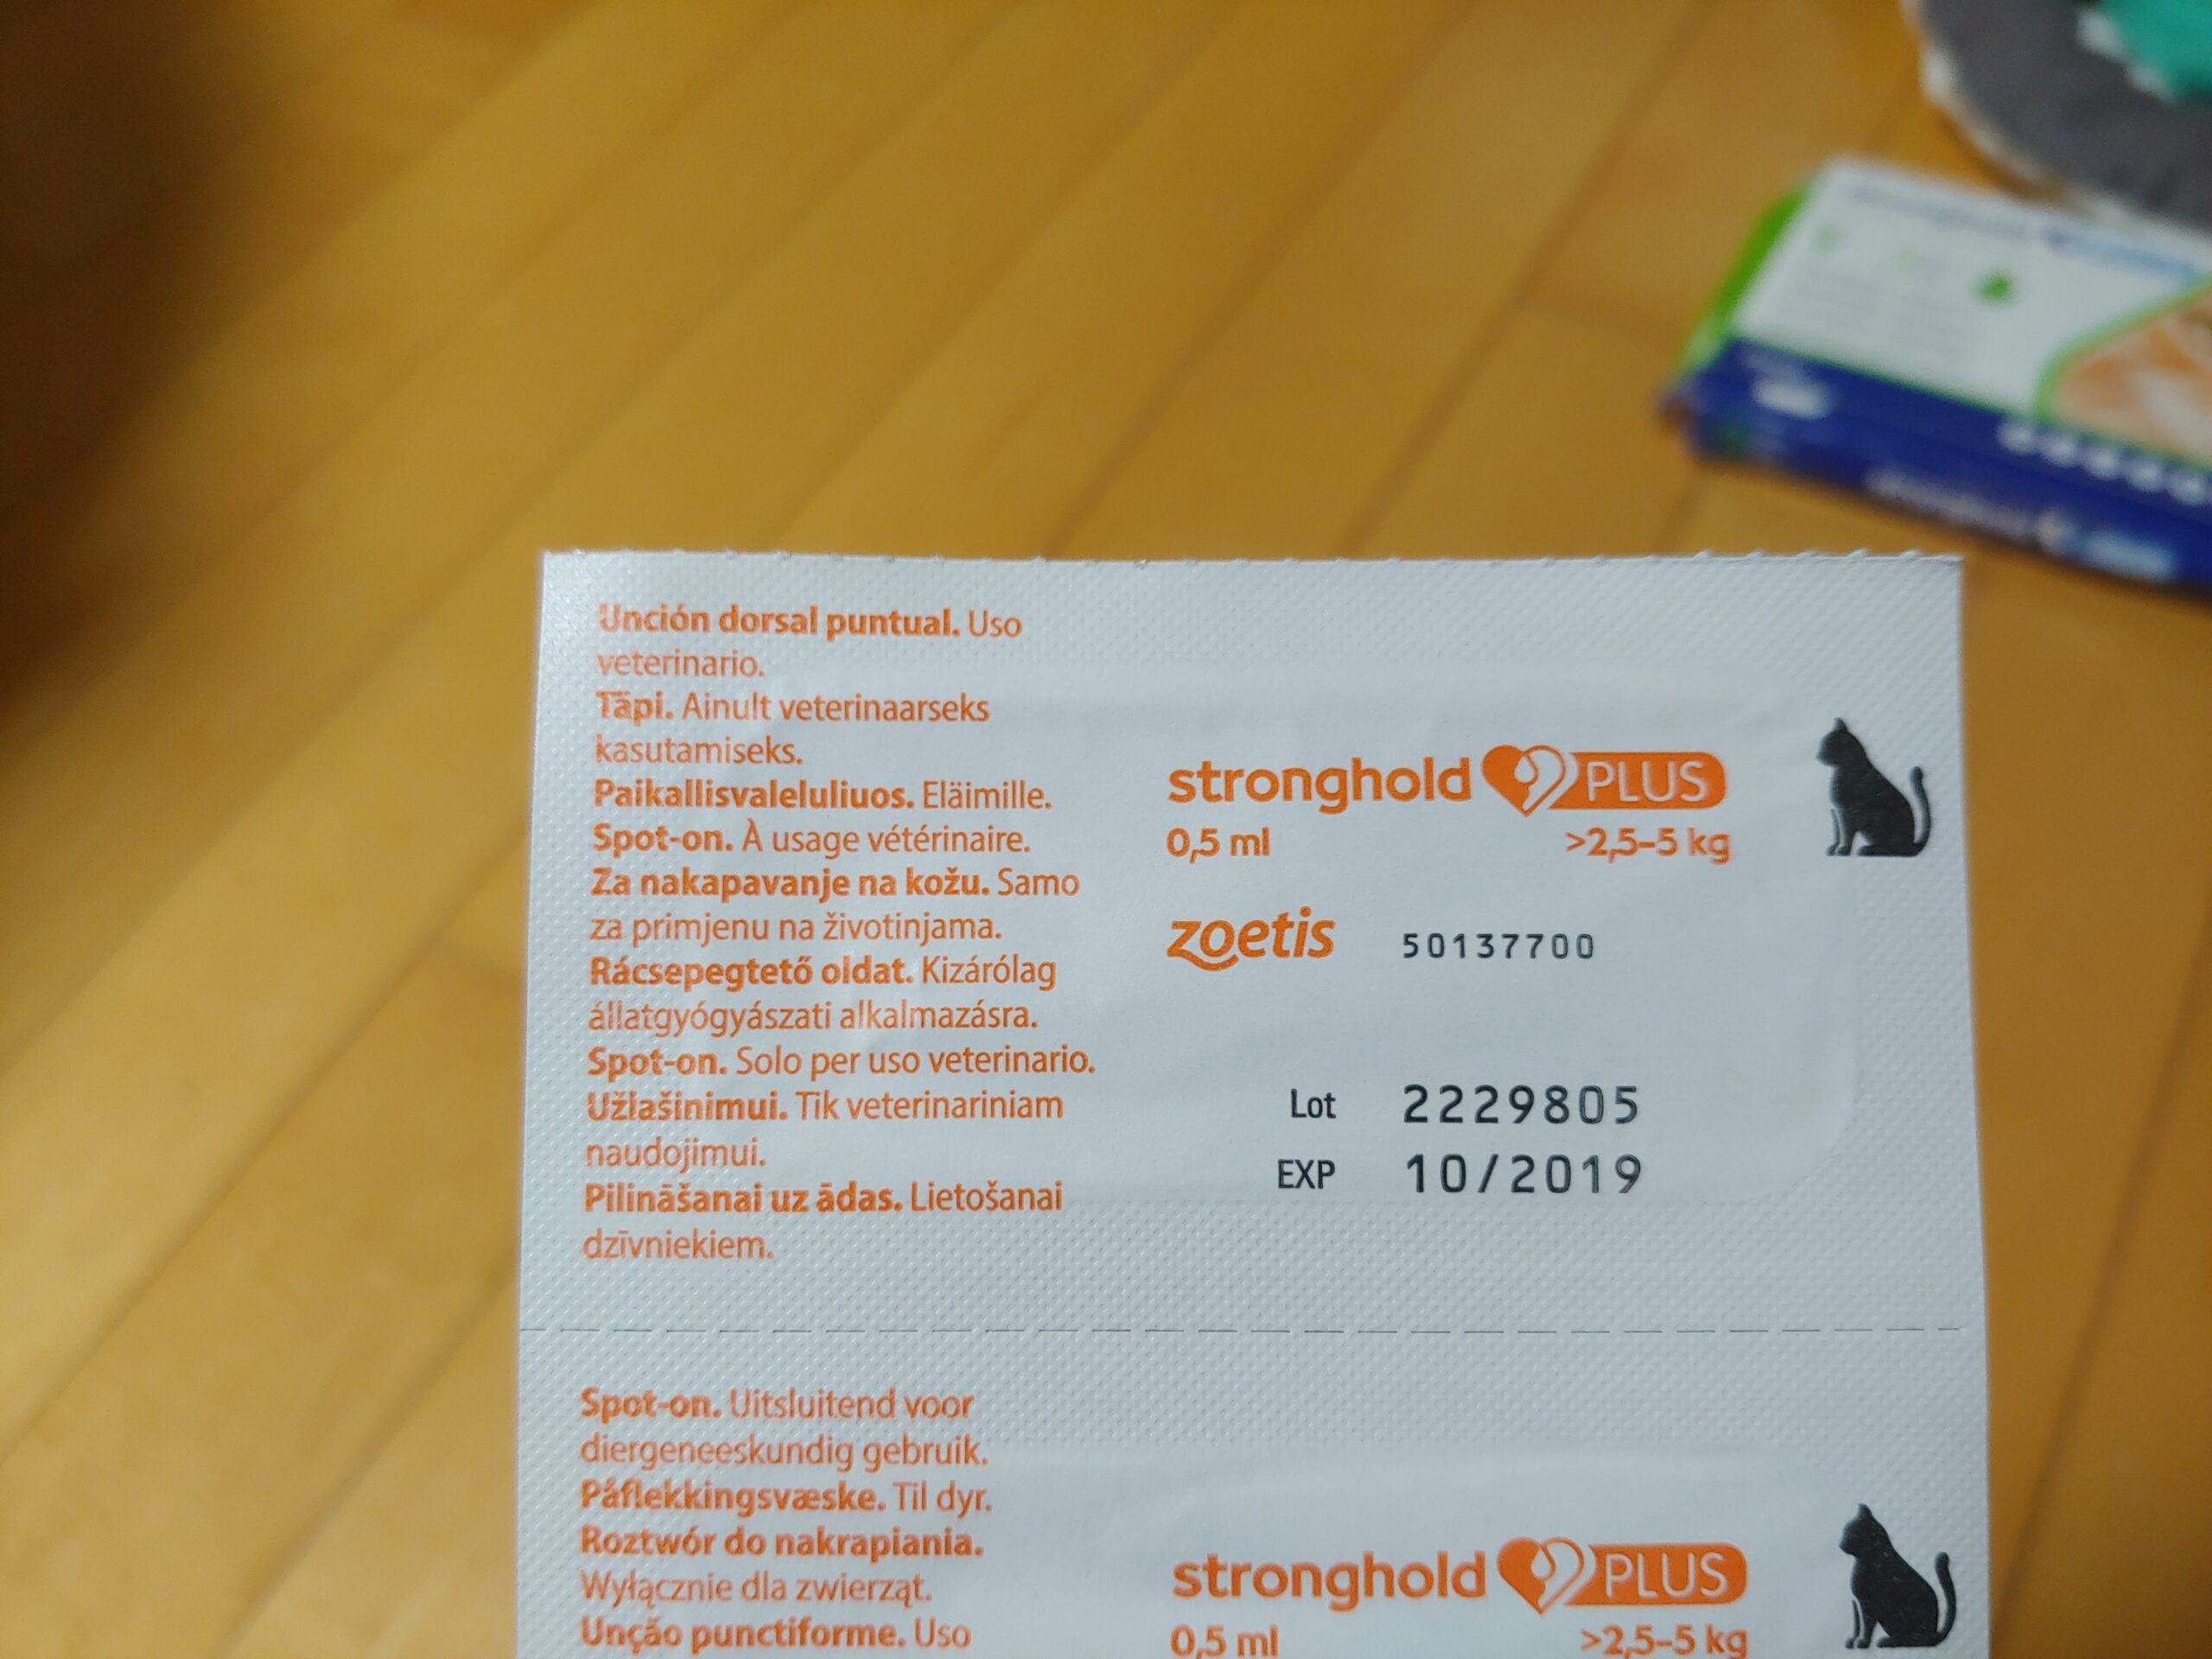 Unción dorsal puntual. Uso
veterinario.
Täpi. Ainult veterinaarseks
kasutamiseks.
Paikallisvaleluliuos. Eläimille.
Spot-on. À usage vétérinaire.
Za nakapavanje na kožu. Samo
za primjenu na životinjama.
Rácsepegtető oldat. Kizárólag
állatgyógyászati alkalmazásra.
Spot-on. Solo per uso veterinario.
Užlašinimui. Tik veterinariniam
naudojimui.
Pilināšanai uz ādas. Lietošanai
dzīvniekiem.
stronghold PLUS
0,5 ml >2,5-5 kg
zoetis 50137700
Lot 2229805
EXP 10/2019
Spot-on. Uitsluitend voor
diergeneeskundig gebruik.
Påflekkingsvæske. Til dyr.
Roztwór do nakrapiania.
Wyłącznie dla zwierząt.
Unção punctiforme. Uso
stronghold PLUS
0,5 ml >2,5-5 kg